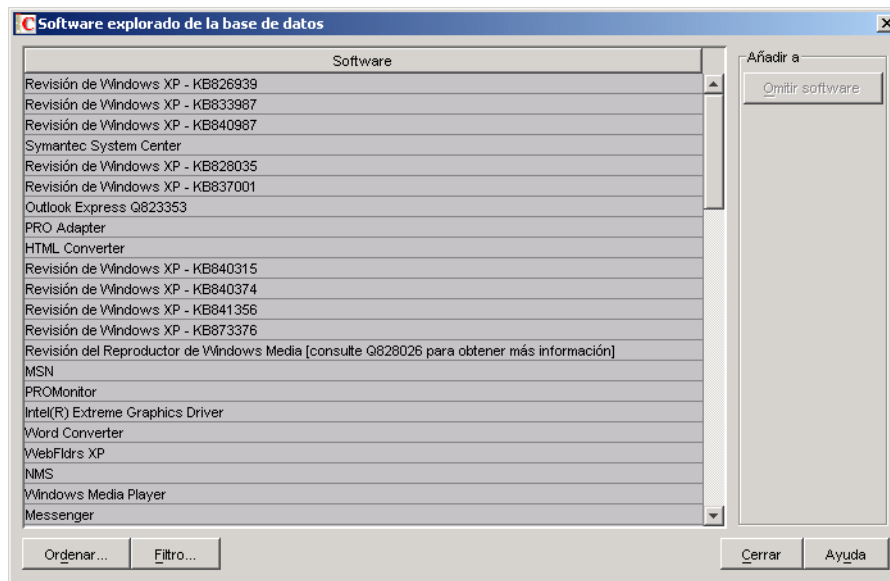 Software explorado de la base de datos
Software
Añadir a
Revisión de Windows XP - KB826939
Omitir software
Revisión de Windows XP - KB833987
Revisión de Windows XP - KB840987
Symantec System Center
Revisión de Windows XP - KB828035
Revisión de Windows XP - KB837001
Outlook Express Q823353
PRO Adapter
HTML Converter
Revisión de Windows XP - KB840315
Revisión de Windows XP - KB840374
Revisión de Windows XP - KB841356
Revisión de Windows XP - KB873376
Revisión del Reproductor de Windows Media [consulte Q828026 para obtener más información]
MSN
PROMonitor
Intel(R) Extreme Graphics Driver
Word Converter
WebFldrs XP
NMS
Windows Media Player
Messenger
Ordenar... Filtro... Cerrar Ayuda